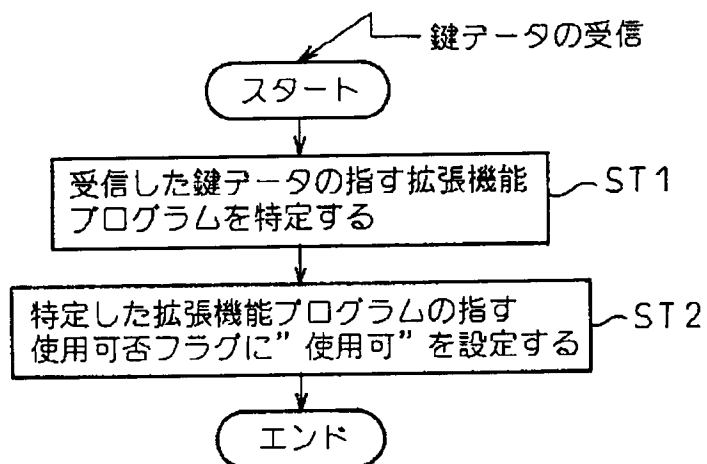 鍵データの受信
スタート
受信した鍵データの指す拡張機能
プログラムを特定する
ST1
特定した拡張機能プログラムの指す
使用可否フラグに”使用可”を設定する
ST2
エンド